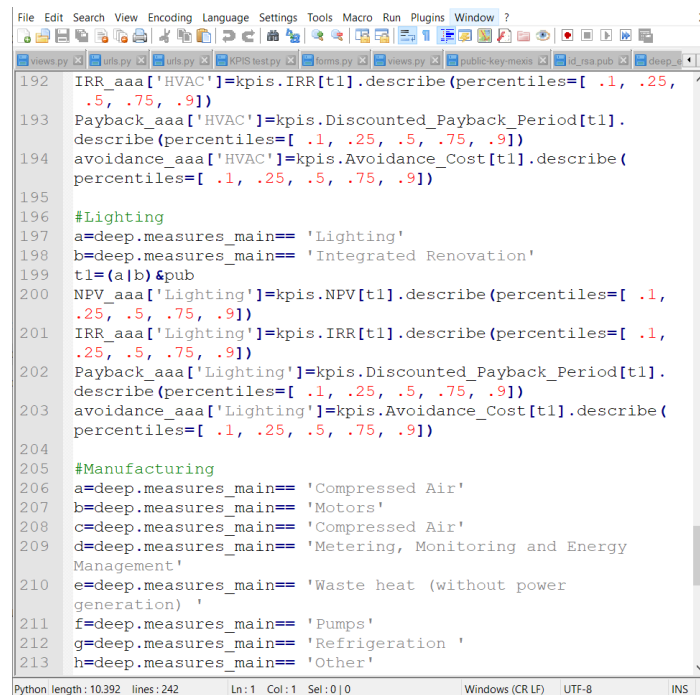 File Edit Search View Encoding Language Settings Tools Macro Run Plugins Window ?
views.py urls.py urls.py KPIS test.py forms.py views.py public-key-mexis id_rsa.pub deep_e
192 IRR_aaa['HVAC']=kpis.IRR[t1].describe(percentiles=[ .1, .25,
.5, .75, .9])
193 Payback_aaa['HVAC']=kpis.Discounted_Payback_Period[t1].
describe(percentiles=[ .1, .25, .5, .75, .9])
194 avoidance_aaa['HVAC']=kpis.Avoidance_Cost[t1].describe(
percentiles=[ .1, .25, .5, .75, .9])
195
196 #Lighting
197 a=deep.measures_main== 'Lighting'
198 b=deep.measures_main== 'Integrated Renovation'
199 t1=(a|b)&pub
200 NPV_aaa['Lighting']=kpis.NPV[t1].describe(percentiles=[ .1,
.25, .5, .75, .9])
201 IRR_aaa['Lighting']=kpis.IRR[t1].describe(percentiles=[ .1,
.25, .5, .75, .9])
202 Payback_aaa['Lighting']=kpis.Discounted_Payback_Period[t1].
describe(percentiles=[ .1, .25, .5, .75, .9])
203 avoidance_aaa['Lighting']=kpis.Avoidance_Cost[t1].describe(
percentiles=[ .1, .25, .5, .75, .9])
204
205 #Manufacturing
206 a=deep.measures_main== 'Compressed Air'
207 b=deep.measures_main== 'Motors'
208 c=deep.measures_main== 'Compressed Air'
209 d=deep.measures_main== 'Metering, Monitoring and Energy
Management'
210 e=deep.measures_main== 'Waste heat (without power
generation) '
211 f=deep.measures_main== 'Pumps'
212 g=deep.measures_main== 'Refrigeration '
213 h=deep.measures_main== 'Other'
Python length : 10.392 lines : 242 Ln : 1 Col : 1 Sel : 0 | 0 Windows (CR LF) UTF-8 INS